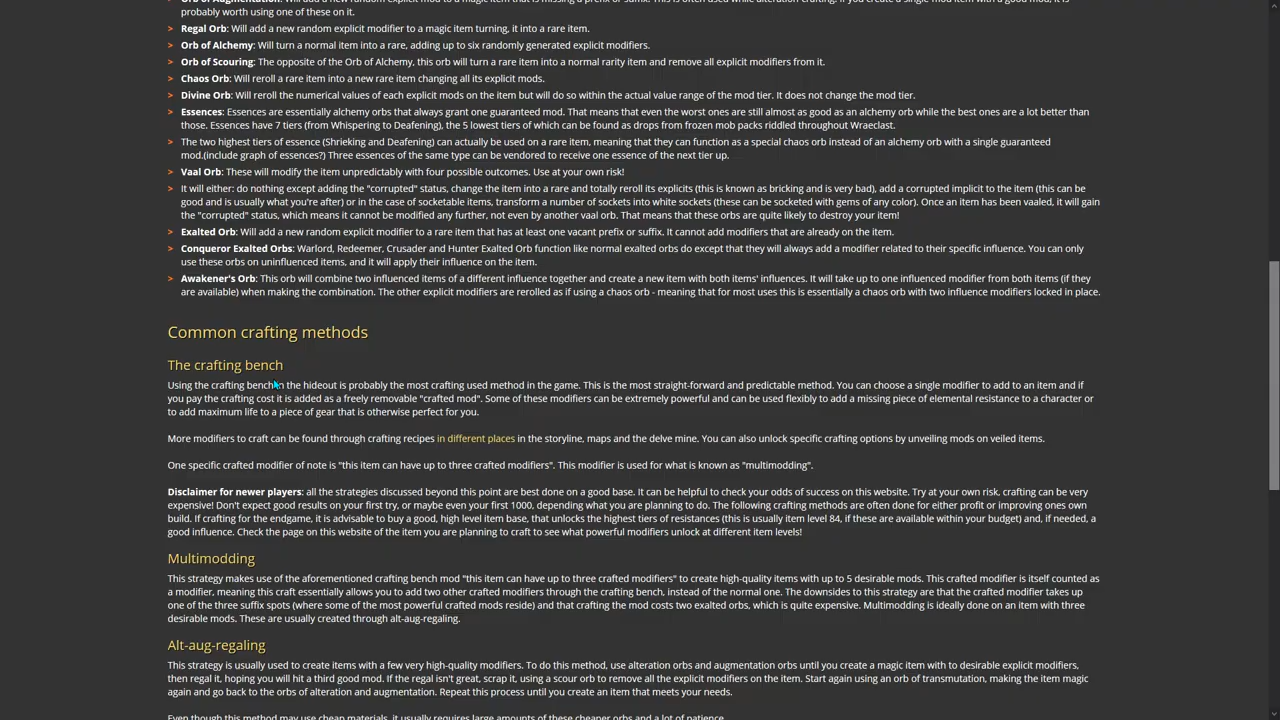 Orb of Augmentation: Will add a new random explicit mod to a magic item that is missing a prefix or suffix. This is often used while alteration crafting. If you create a single mod item with a good mod, it is
probably worth using one of these on it.
> Regal Orb: Will add a new random explicit modifier to a magic item turning, it into a rare item.
> Orb of Alchemy: Will turn a normal item into a rare, adding up to six randomly generated explicit modifiers.
> Orb of Scouring: The opposite of the Orb of Alchemy, this orb will turn a rare item into a normal rarity item and remove all explicit modifiers from it.
> Chaos Orb: Will reroll a rare item into a new rare item changing all its explicit mods.
> Divine Orb: Will reroll the numerical values of each explicit mods on the item but will do so within the actual value range of the mod tier. It does not change the mod tier.
> Essences: Essences are essentially alchemy orbs that always grant one guaranteed mod. That means that even the worst ones are still almost as good as an alchemy orb while the best ones are a lot better than
those. Essences have 7 tiers (from Whispering to Deafening), the 5 lowest tiers of which can be found as drops from frozen mob packs riddled throughout Wraeclast.
> The two highest tiers of essence (Shrieking and Deafening) can actually be used on a rare item, meaning that they can function as a special chaos orb instead of an alchemy orb with a single guaranteed
mod.(include graph of essences?) Three essences of the same type can be vendored to receive one essence of the next tier up.
> Vaal Orb: These will modify the item unpredictably with four possible outcomes. Use at your own risk!
> It will either: do nothing except adding the "corrupted" status, change the item into a rare and totally reroll its explicits (this is known as bricking and is very bad), add a corrupted implicit to the item (this can be
good and is usually what you're after) or in the case of socketable items, transform a number of sockets into white sockets (these can be socketed with gems of any color). Once an item has been vaaled, it will gain
the "corrupted" status, which means it cannot be modified any further, not even by another vaal orb. That means that these orbs are quite likely to destroy your item!
> Exalted Orb: Will add a new random explicit modifier to a rare item that has at least one vacant prefix or suffix. It cannot add modifiers that are already on the item.
> Conqueror Exalted Orbs: Warlord, Redeemer, Crusader and Hunter Exalted Orb function like normal exalted orbs do except that they will always add a modifier related to their specific influence. You can only
use these orbs on uninfluenced items, and it will apply their influence on the item.
> Awakener's Orb: This orb will combine two influenced items of a different influence together and create a new item with both items' influences. It will take up to one influenced modifier from both items (if they
are available) when making the combination. The other explicit modifiers are rerolled as if using a chaos orb - meaning that for most uses this is essentially a chaos orb with two influence modifiers locked in place.
Common crafting methods
The crafting bench
Using the crafting bench in the hideout is probably the most crafting used method in the game. This is the most straight-forward and predictable method. You can choose a single modifier to add to an item and if
you pay the crafting cost it is added as a freely removable "crafted mod". Some of these modifiers can be extremely powerful and can be used flexibly to add a missing piece of elemental resistance to a character or
to add maximum life to a piece of gear that is otherwise perfect for you.
More modifiers to craft can be found through crafting recipes in different places in the storyline, maps and the delve mine. You can also unlock specific crafting options by unveiling mods on veiled items.
One specific crafted modifier of note is "this item can have up to three crafted modifiers". This modifier is used for what is known as "multimodding".
Disclaimer for newer players: all the strategies discussed beyond this point are best done on a good base. It can be helpful to check your odds of success on this website. Try at your own risk, crafting can be very
expensive! Don't expect good results on your first try, or maybe even your first 1000, depending what you are planning to do. The following crafting methods are often done for either profit or improving ones own
build. If crafting for the endgame, it is advisable to buy a good, high level item base, that unlocks the highest tiers of resistances (this is usually item level 84, if these are available within your budget) and, if needed, a
good influence. Check the page on this website of the item you are planning to craft to see what powerful modifiers unlock at different item levels!
Multimodding
This strategy makes use of the aforementioned crafting bench mod "this item can have up to three crafted modifiers" to create high-quality items with up to 5 desirable mods. This crafted modifier is itself counted as
a modifier, meaning this craft essentially allows you to add two other crafted modifiers through the crafting bench, instead of the normal one. The downsides to this strategy are that the crafted modifier takes up
one of the three suffix spots (where some of the most powerful crafted mods reside) and that crafting the mod costs two exalted orbs, which is quite expensive. Multimodding is ideally done on an item with three
desirable mods. These are usually created through alt-aug-regaling.
Alt-aug-regaling
This strategy is usually used to create items with a few very high-quality modifiers. To do this method, use alteration orbs and augmentation orbs until you create a magic item with to desirable explicit modifiers,
then regal it, hoping you will hit a third good mod. If the regal isn't great, scrap it, using a scour orb to remove all the explicit modifiers on the item. Start again using an orb of transmutation, making the item magic
again and go back to the orbs of alteration and augmentation. Repeat this process until you create an item that meets your needs.
Even though this method may use cheap materials, it usually requires large amounts of these cheaper orbs and a lot of patience.